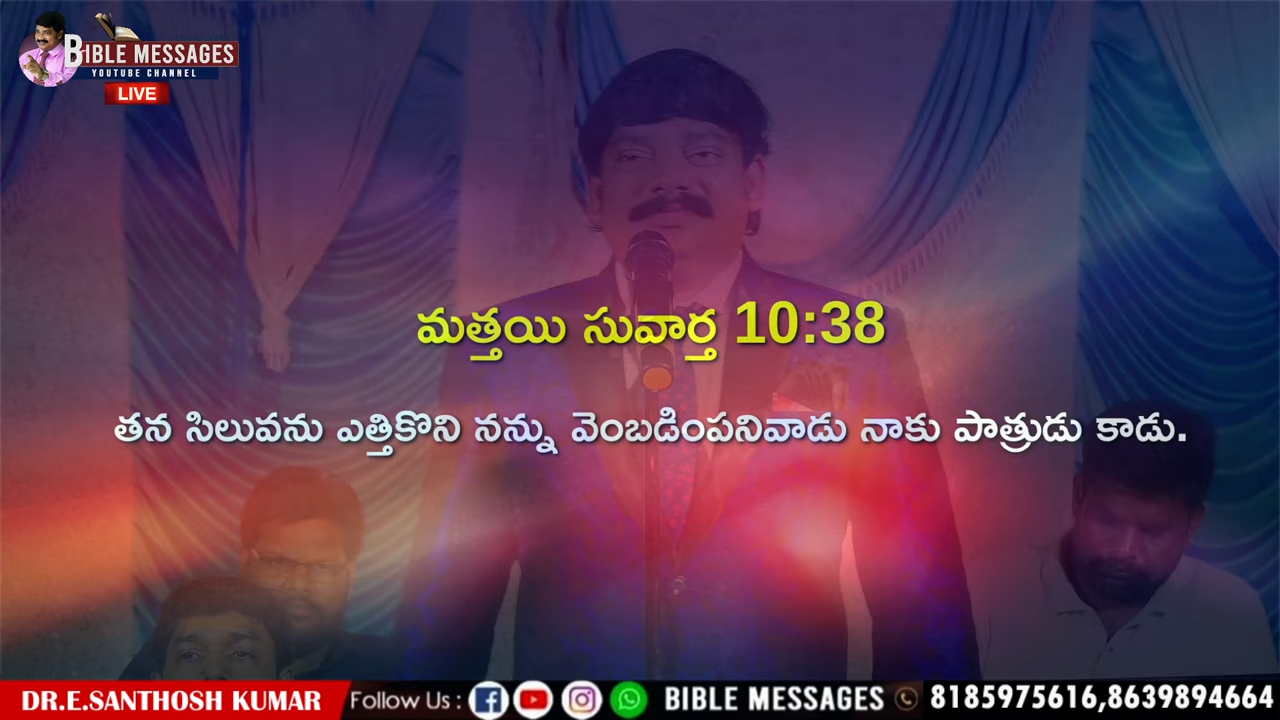 BIBLE MESSAGES
YOUTUBE CHANNEL
LIVE
మత్తయి సువార్త 10:38
తన సిలువను ఎత్తికొని నన్ను వెంబడింపనివాడు నాకు పాత్రుడు కాడు.
DR.E.SANTHOSH KUMAR Follow Us : BIBLE MESSAGES 8185975616,8639894664